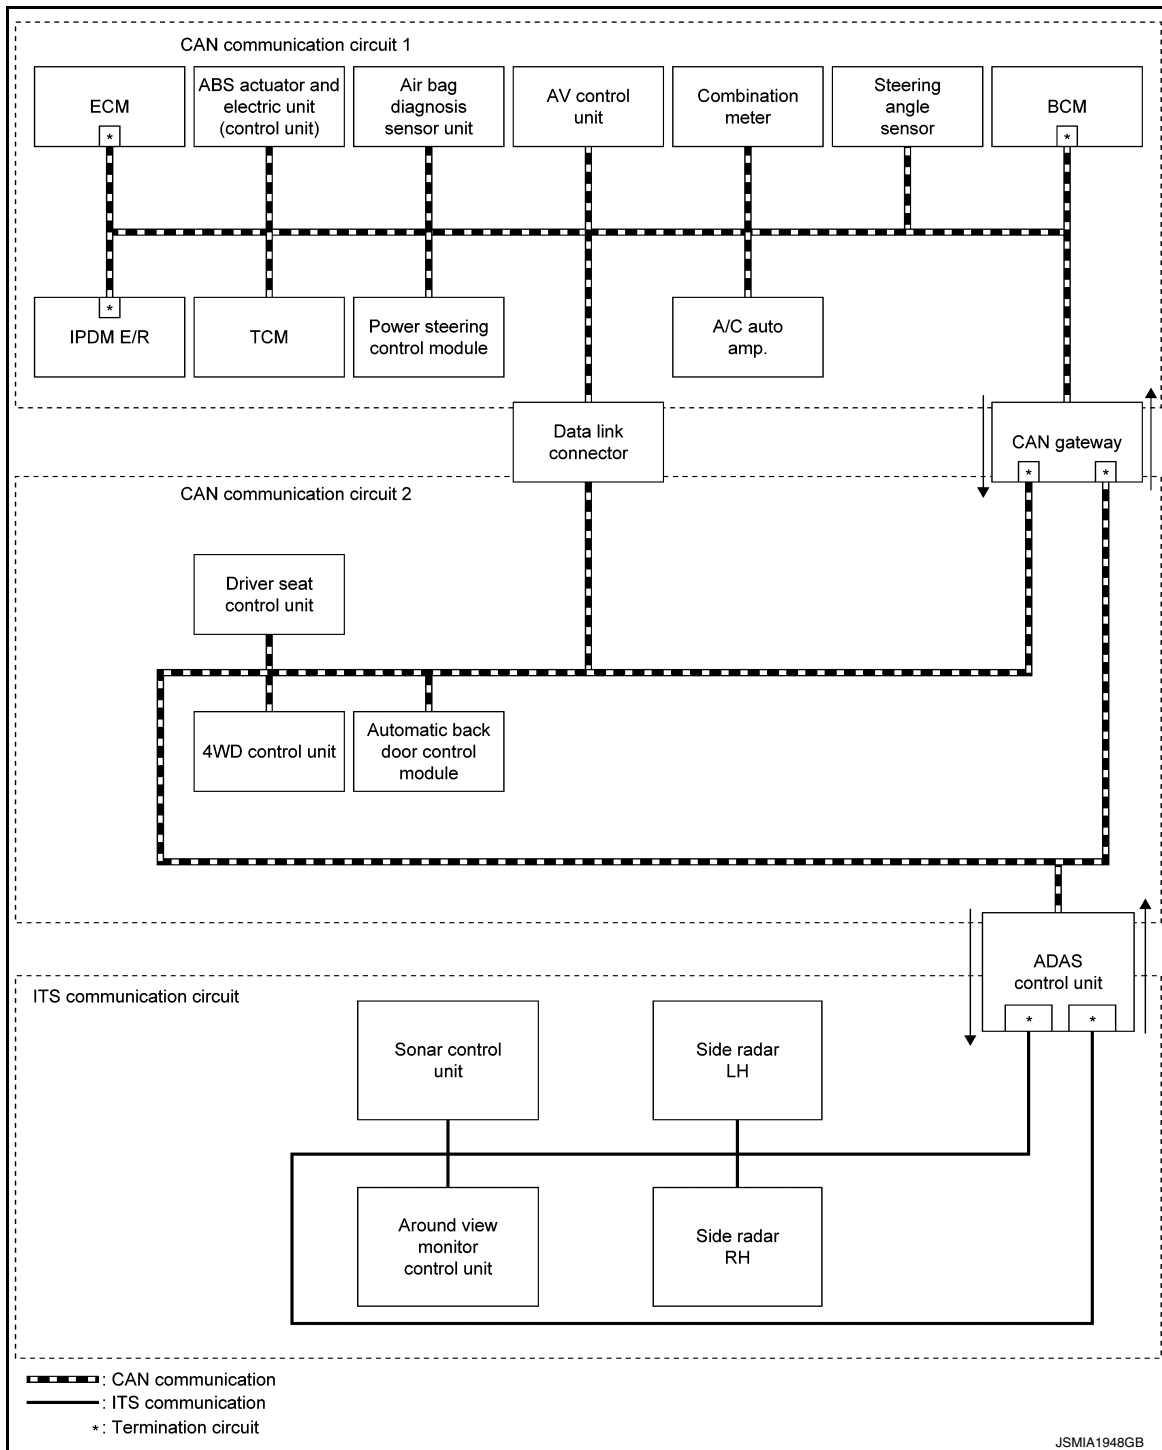 CAN communication circuit 1
ECM
*
ABS actuator and
electric unit
(control unit)
Air bag
diagnosis
sensor unit
AV control
unit
Combination
meter
Steering
angle
sensor
BCM
*
*
IPDM E/R
TCM
Power steering
control module
A/C auto
amp.
Data link
connector
CAN gateway
*
*
CAN communication circuit 2
Driver seat
control unit
4WD control unit
Automatic back
door control
module
ADAS
control unit
*
*
ITS communication circuit
Sonar control
unit
Side radar
LH
Around view
monitor
control unit
Side radar
RH
: CAN communication
: ITS communication
* : Termination circuit
JSMIA1948GB